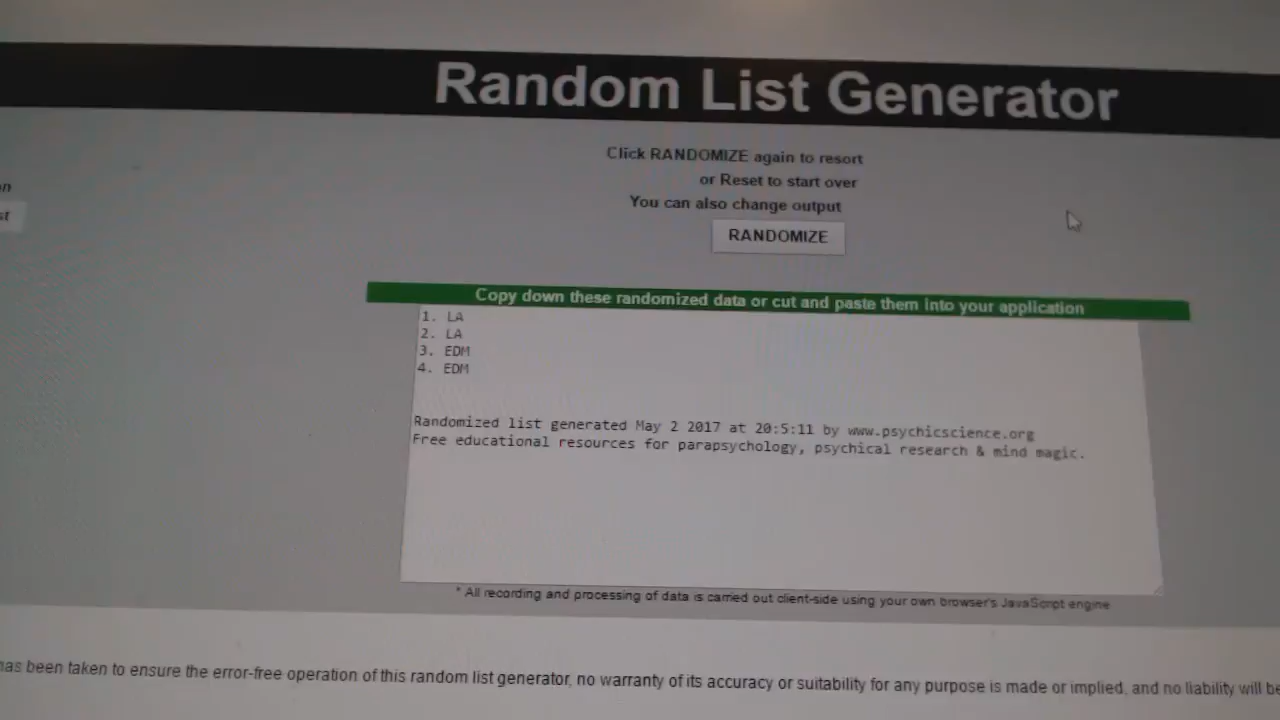 Random List Generator
Click RANDOMIZE again to resort
or Reset to start over
You can also change output
RANDOMIZE
Copy down these randomized data or cut and paste them into your application
1. LA
2. LA
3. EDM
4. EDM
Randomized list generated May 2 2017 at 20:5:11 by www.psychicscience.org
Free educational resources for parapsychology, psychical research & mind magic.
* All recording and processing of data is carried out client-side using your own browser's JavaScript engine
has been taken to ensure the error-free operation of this random list generator, no warranty of its accuracy or suitability for any purpose is made or implied, and no liability will be